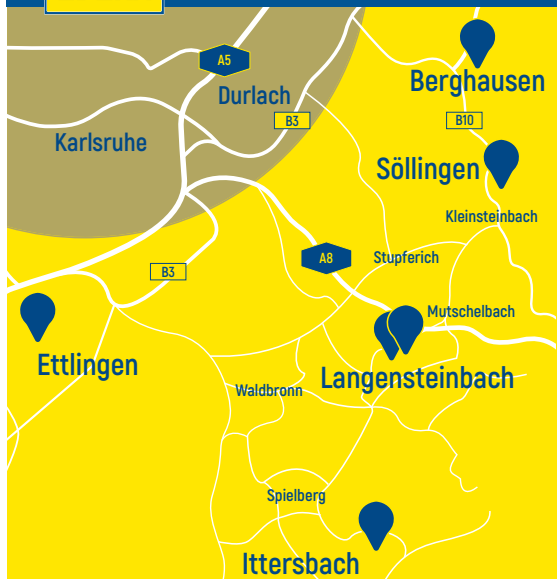 A5
Berghausen
Durlach
B3
B10
Karlsruhe
Söllingen
Kleinsteinbach
Stupferich
A8
B3
Mutschelbach
Ettlingen
Langensteinbach
Waldbronn
Spielberg
Ittersbach